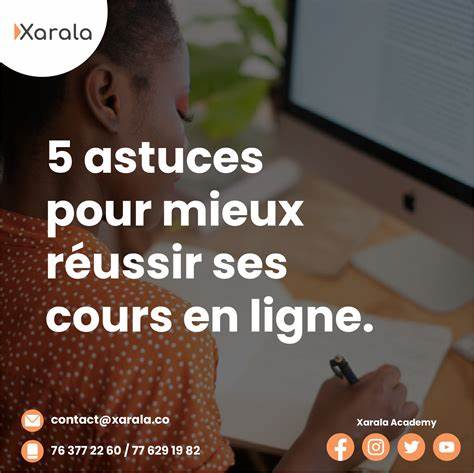 Xarala
5 astuces
pour mieux
réussir ses
cours en ligne.
contact@xarala.co
76 377 22 60 / 77 629 19 82
Xarala Academy